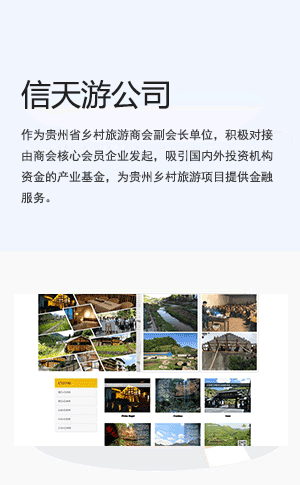 信天游公司
作为贵州省乡村旅游商会副会长单位，积极对接
由商会核心会员企业发起，吸引国内外投资机构
资金的产业基金，为贵州乡村旅游项目提供金融
服务。